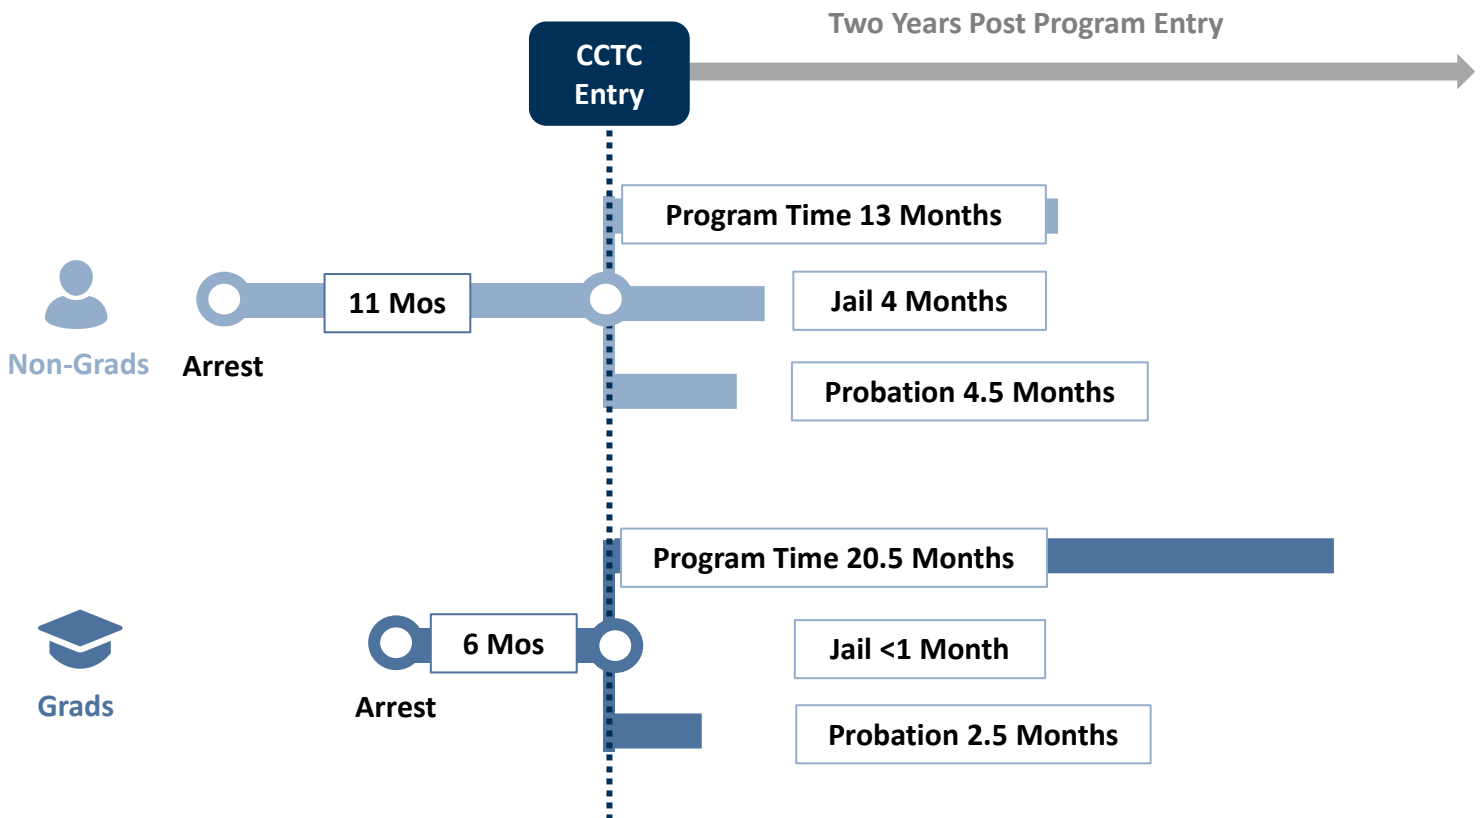 Two Years Post Program Entry
CCTC
Entry
Program Time 13 Months
11 Mos
Jail 4 Months
Non-Grads
Arrest
Probation 4.5 Months
Program Time 20.5 Months
6 Mos
Jail <1 Month
Grads
Arrest
Probation 2.5 Months